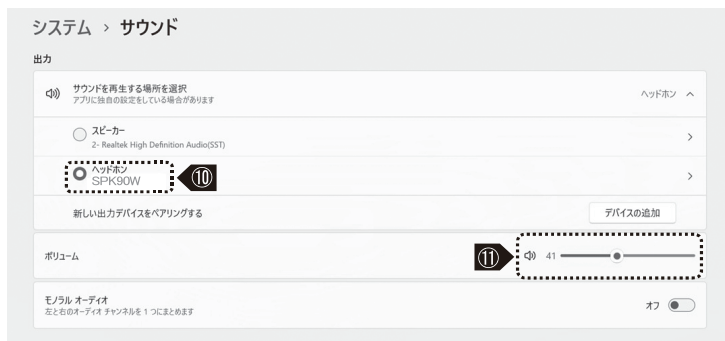 システム › サウンド
出力
サウンドを再生する場所を選択
アプリに独自の設定をしている場合があります
ヘッドホン
スピーカー
2- Realtek High Definition Audio(SST)
ヘッドホン
SPK90W
⑩
新しい出力デバイスをペアリングする
デバイスの追加
ボリューム
⑪
41
モノラル オーディオ
左と右のオーディオ チャンネルを 1 つにまとめます
オフ